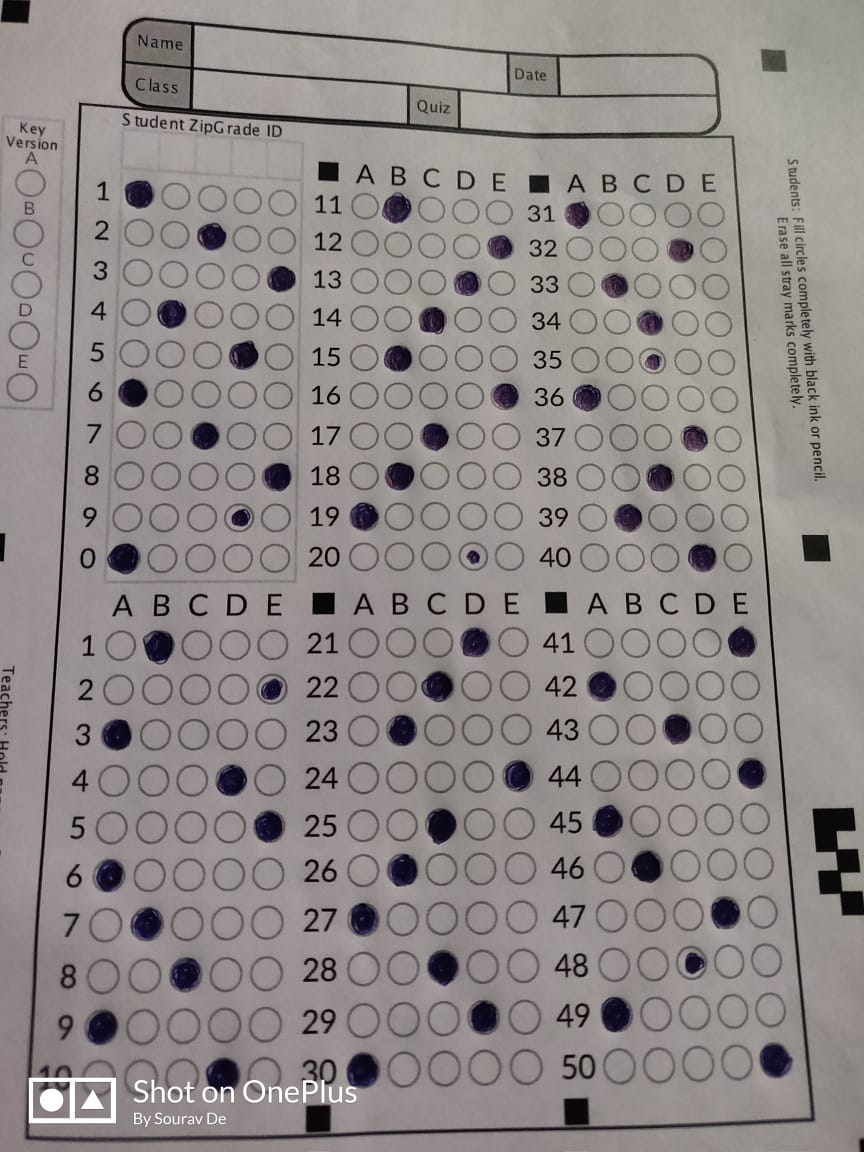 Name
Date
Class
Quiz
Student ZipGrade ID
Key
Version
A
B
C
D
E
1
2
3
4
5
6
7
8
9
0
A B C D E
11
12
13
14
15
16
17
18
19
20
A B C D E
31
32
33
34
35
36
37
38
39
40
Students: Fill circles completely with black ink or pencil.
Erase all stray marks completely.
A B C D E
1
2
3
4
5
6
7
8
9
10
A B C D E
21
22
23
24
25
26
27
28
29
30
A B C D E
41
42
43
44
45
46
47
48
49
50
Teachers: Hold
Shot on OnePlus
By Sourav De